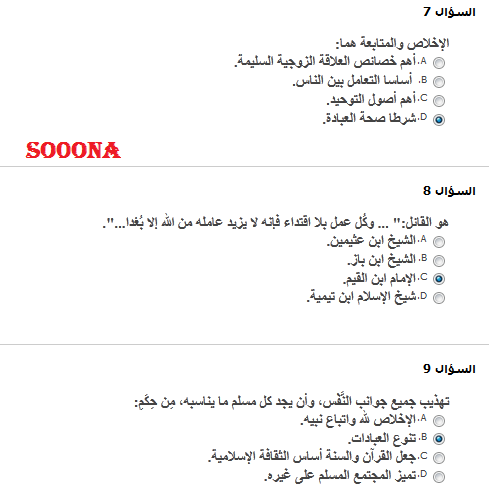 السؤال 7
الإخلاص والمتابعة هما:
A. أهم خصائص العلاقة الزوجية السليمة.
B. أساسا التعامل بين الناس.
C. أهم أصول التوحيد.
D. شرطا صحة العبادة.
SOOONA
السؤال 8
هو القائل:" ... وكُل عمل بلا اقتداء فإنه لا يزيد عامله من الله إلا بُعدا...".
A. الشيخ ابن عثيمين.
B. الشيخ ابن باز.
C. الإمام ابن القيم.
D. شيخ الإسلام ابن تيمية.
السؤال 9
تهذيب جميع جوانب النَّفْس، وأن يجد كل مسلم ما يناسبه، مِن حِكَمِ:
A. الإخلاص لله واتباع نبيه.
B. تنوع العبادات.
C. جعل القرآن والسنة أساس الثقافة الإسلامية.
D. تميز المجتمع المسلم على غيره.